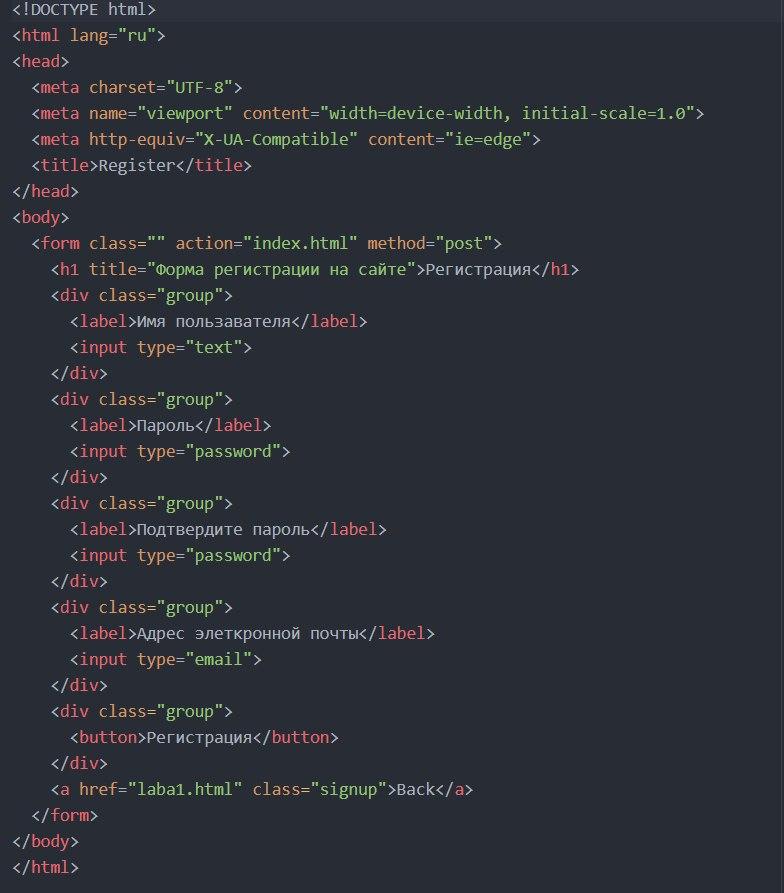 <!DOCTYPE html>
<html lang="ru">
<head>
  <meta charset="UTF-8">
  <meta name="viewport" content="width=device-width, initial-scale=1.0">
  <meta http-equiv="X-UA-Compatible" content="ie=edge">
  <title>Register</title>
</head>
<body>
  <form class="" action="index.html" method="post">
    <h1 title="Форма регистрации на сайте">Регистрация</h1>
    <div class="group">
      <label>Имя пользавателя</label>
      <input type="text">
    </div>
    <div class="group">
      <label>Пароль</label>
      <input type="password">
    </div>
    <div class="group">
      <label>Подтвердите пароль</label>
      <input type="password">
    </div>
    <div class="group">
      <label>Адрес элеткронной почты</label>
      <input type="email">
    </div>
    <div class="group">
      <button>Регистрация</button>
    </div>
    <a href="laba1.html" class="signup">Back</a>
  </form>
</body>
</html>